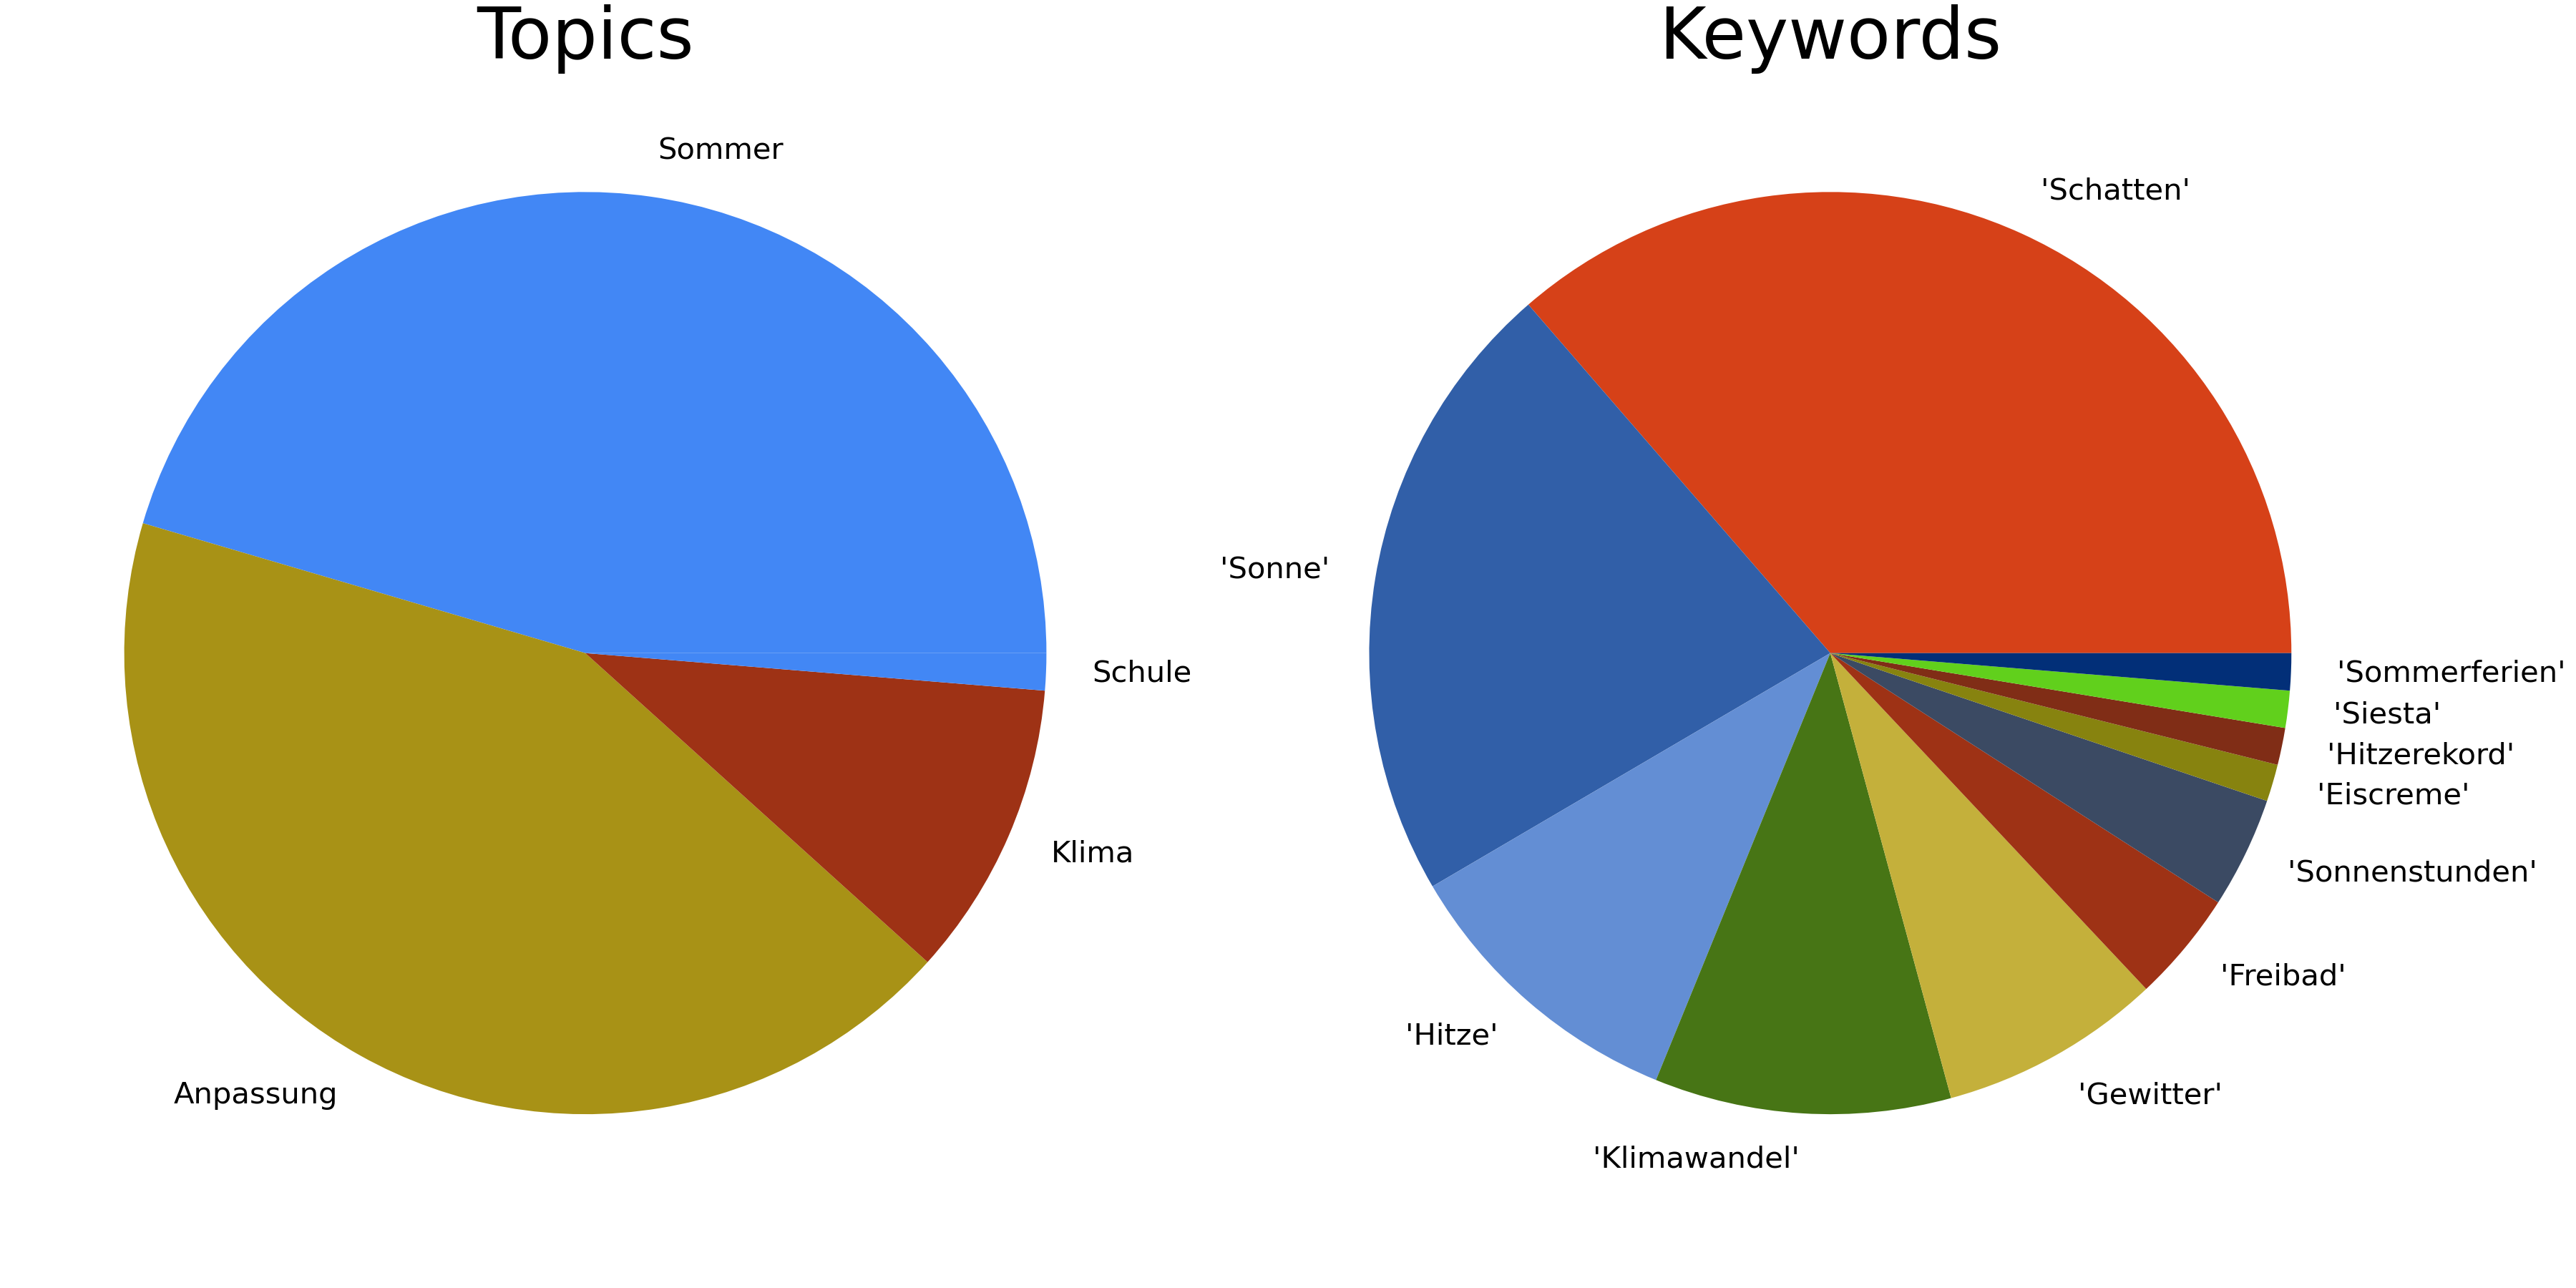 Topics
Sommer
Schule
Klima
Anpassung
Keywords
'Schatten'
'Sonne'
'Hitze'
'Klimawandel'
'Gewitter'
'Freibad'
'Sonnenstunden'
'Eiscreme'
'Hitzerekord'
'Siesta'
'Sommerferien'